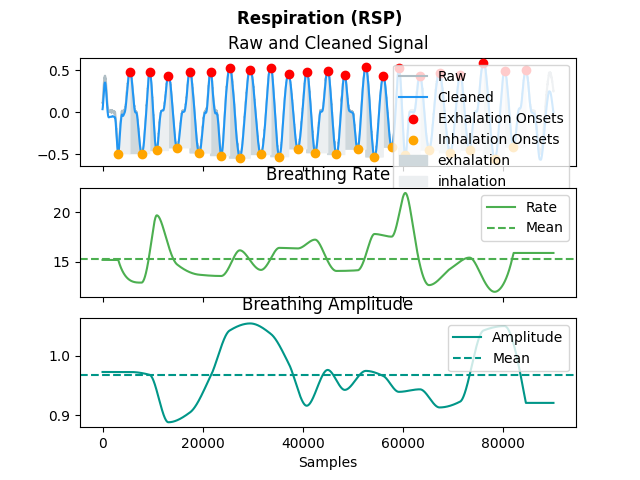 Respiration (RSP)
Raw and Cleaned Signal
0.5
0.0
−0.5
Raw
Cleaned
Exhalation Onsets
Inhalation Onsets
exhalation
inhalation
Breathing Rate
20
15
Rate
Mean
Breathing Amplitude
1.0
0.9
Amplitude
Mean
0
20000
40000
60000
80000
Samples